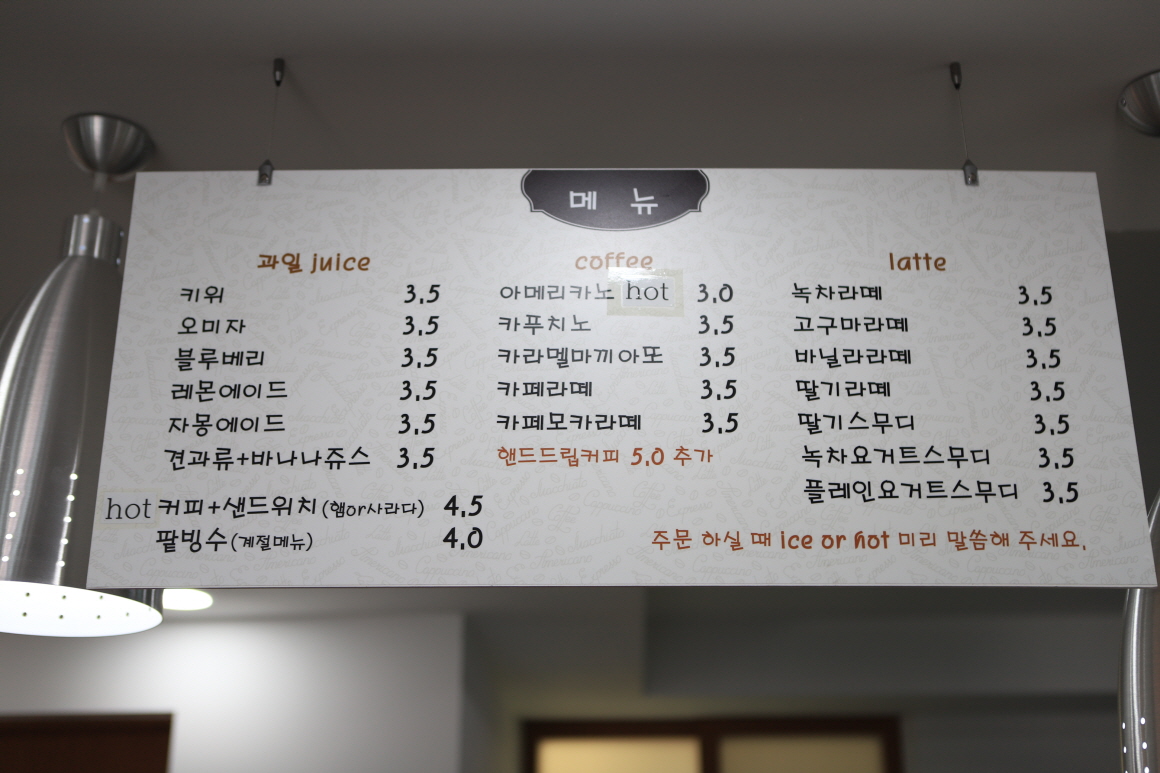 메 뉴
과일 juice
키위 3.5
오미자 3.5
블루베리 3.5
레몬에이드 3.5
자몽에이드 3.5
견과류+바나나쥬스 3.5
hot 커피+샌드위치(햄or사라다) 4.5
팥빙수(계절메뉴) 4.0
coffee
아메리카노 hot 3.0
카푸치노 3.5
카라멜마끼아또 3.5
카페라떼 3.5
카페모카라떼 3.5
핸드드립커피 5.0 추가
latte
녹차라떼 3.5
고구마라떼 3.5
바닐라라떼 3.5
딸기라떼 3.5
딸기스무디 3.5
녹차요거트스무디 3.5
플레인요거트스무디 3.5
주문 하실 때 ice or hot 미리 말씀해 주세요.